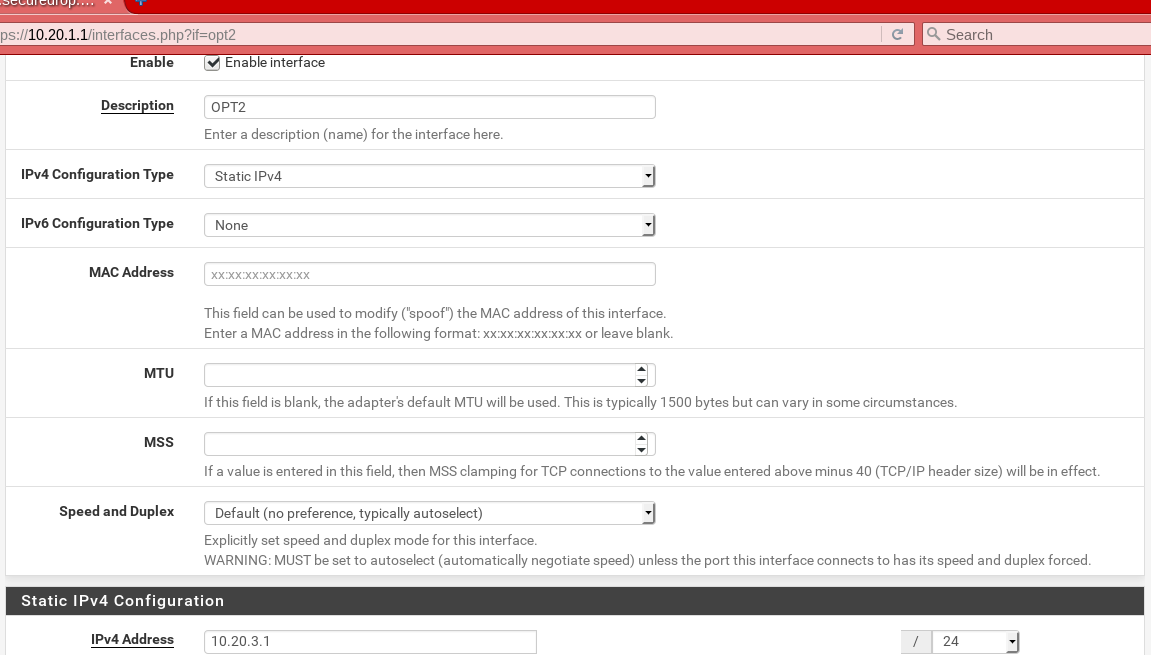 .securedrop.... ×
ps://10.20.1.1/interfaces.php?if=opt2 Search
Enable Enable interface
Description OPT2
Enter a description (name) for the interface here.
IPv4 Configuration Type Static IPv4
IPv6 Configuration Type None
MAC Address xx:xx:xx:xx:xx:xx
This field can be used to modify ("spoof") the MAC address of this interface.
Enter a MAC address in the following format: xx:xx:xx:xx:xx:xx or leave blank.
MTU
If this field is blank, the adapter's default MTU will be used. This is typically 1500 bytes but can vary in some circumstances.
MSS
If a value is entered in this field, then MSS clamping for TCP connections to the value entered above minus 40 (TCP/IP header size) will be in effect.
Speed and Duplex Default (no preference, typically autoselect)
Explicitly set speed and duplex mode for this interface.
WARNING: MUST be set to autoselect (automatically negotiate speed) unless the port this interface connects to has its speed and duplex forced.
Static IPv4 Configuration
IPv4 Address 10.20.3.1 / 24